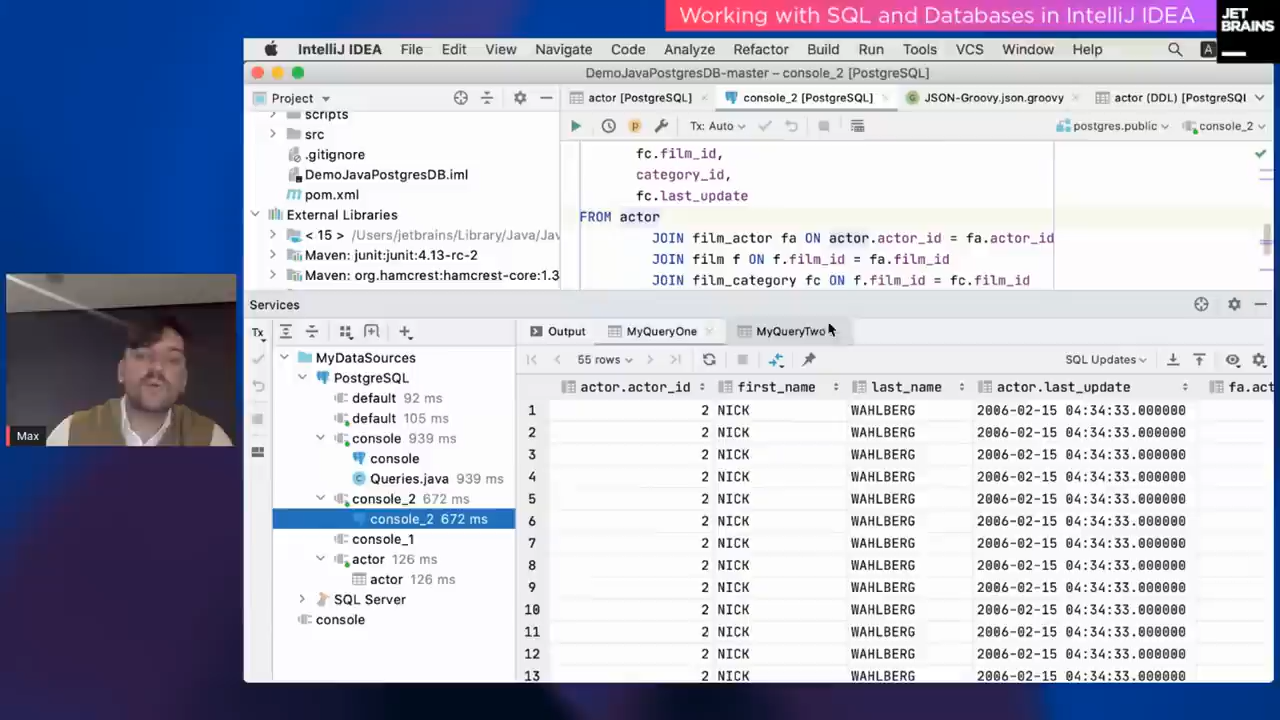 Working with SQL and Databases in IntelliJ IDEA
JET
BRAINS
IntelliJ IDEA File Edit View Navigate Code Analyze Refactor Build Run Tools VCS Window Help A
DemoJavaPostgresDB-master – console_2 [PostgreSQL]
Project
actor [PostgreSQL] console_2 [PostgreSQL] JSON-Groovy.json.groovy actor (DDL) [PostgreSQL
Tx: Auto postgres.public console_2
scripts
src
.gitignore
DemoJavaPostgresDB.iml
pom.xml
External Libraries
< 15 > /Users/jetbrains/Library/Java/Jav
Maven: junit:junit:4.13-rc-2
Maven: org.hamcrest:hamcrest-core:1.3
fc.film_id,
category_id,
fc.last_update
FROM actor
JOIN film_actor fa ON actor.actor_id = fa.actor_id
JOIN film f ON f.film_id = fa.film_id
JOIN film_category fc ON f.film_id = fc.film_id
Services
Tx
MyDataSources
PostgreSQL
default 92 ms
default 105 ms
console 939 ms
console
Queries.java 939 ms
console_2 672 ms
console_2 672 ms
console_1
actor 126 ms
actor 126 ms
SQL Server
console
Output MyQueryOne MyQueryTwo
55 rows SQL Updates
actor.actor_id first_name last_name actor.last_update fa.act
1 2 NICK WAHLBERG 2006-02-15 04:34:33.000000
2 2 NICK WAHLBERG 2006-02-15 04:34:33.000000
3 2 NICK WAHLBERG 2006-02-15 04:34:33.000000
4 2 NICK WAHLBERG 2006-02-15 04:34:33.000000
5 2 NICK WAHLBERG 2006-02-15 04:34:33.000000
6 2 NICK WAHLBERG 2006-02-15 04:34:33.000000
7 2 NICK WAHLBERG 2006-02-15 04:34:33.000000
8 2 NICK WAHLBERG 2006-02-15 04:34:33.000000
9 2 NICK WAHLBERG 2006-02-15 04:34:33.000000
10 2 NICK WAHLBERG 2006-02-15 04:34:33.000000
11 2 NICK WAHLBERG 2006-02-15 04:34:33.000000
12 2 NICK WAHLBERG 2006-02-15 04:34:33.000000
13 2 NICK WAHLBERG 2006-02-15 04:34:33.000000
Max